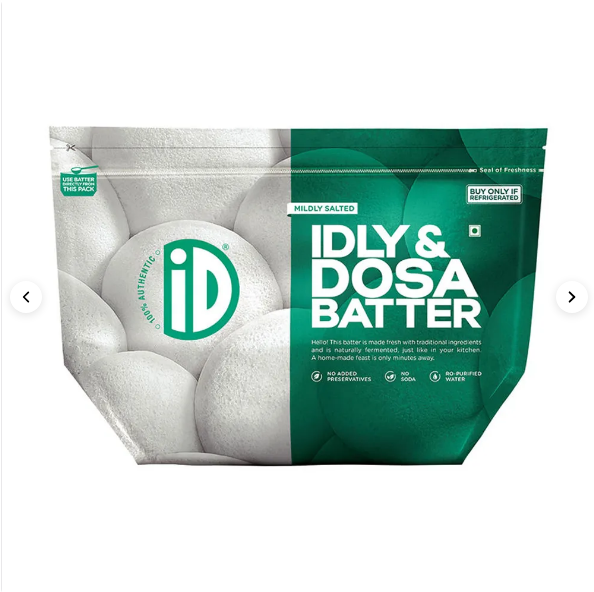 USE BATTER
DIRECTLY FROM
THIS PACK
Seal of Freshness
BUY ONLY IF
REFRIGERATED
MILDLY SALTED
100% AUTHENTIC
iD®
IDLY &
DOSA
BATTER
Hello! This batter is made fresh with traditional ingredients
and is naturally fermented, just like in your kitchen.
A home-made feast is only minutes away.
NO ADDED
PRESERVATIVES
NO
SODA
RO-PURIFIED
WATER